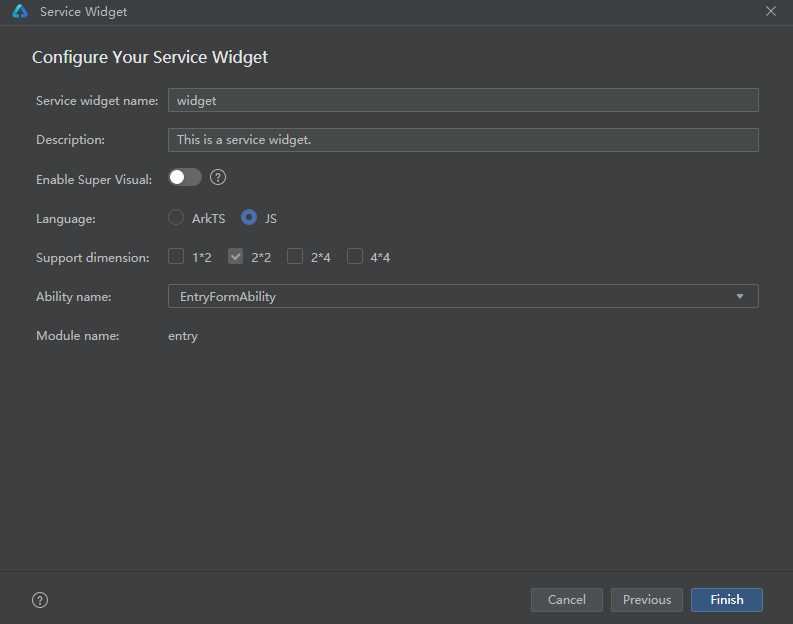 Service Widget
Configure Your Service Widget
Service widget name: widget
Description: This is a service widget.
Enable Super Visual: ?
Language: ArkTS JS
Support dimension: 1*2 2*2 2*4 4*4
Ability name: EntryFormAbility
Module name: entry
? Cancel Previous Finish